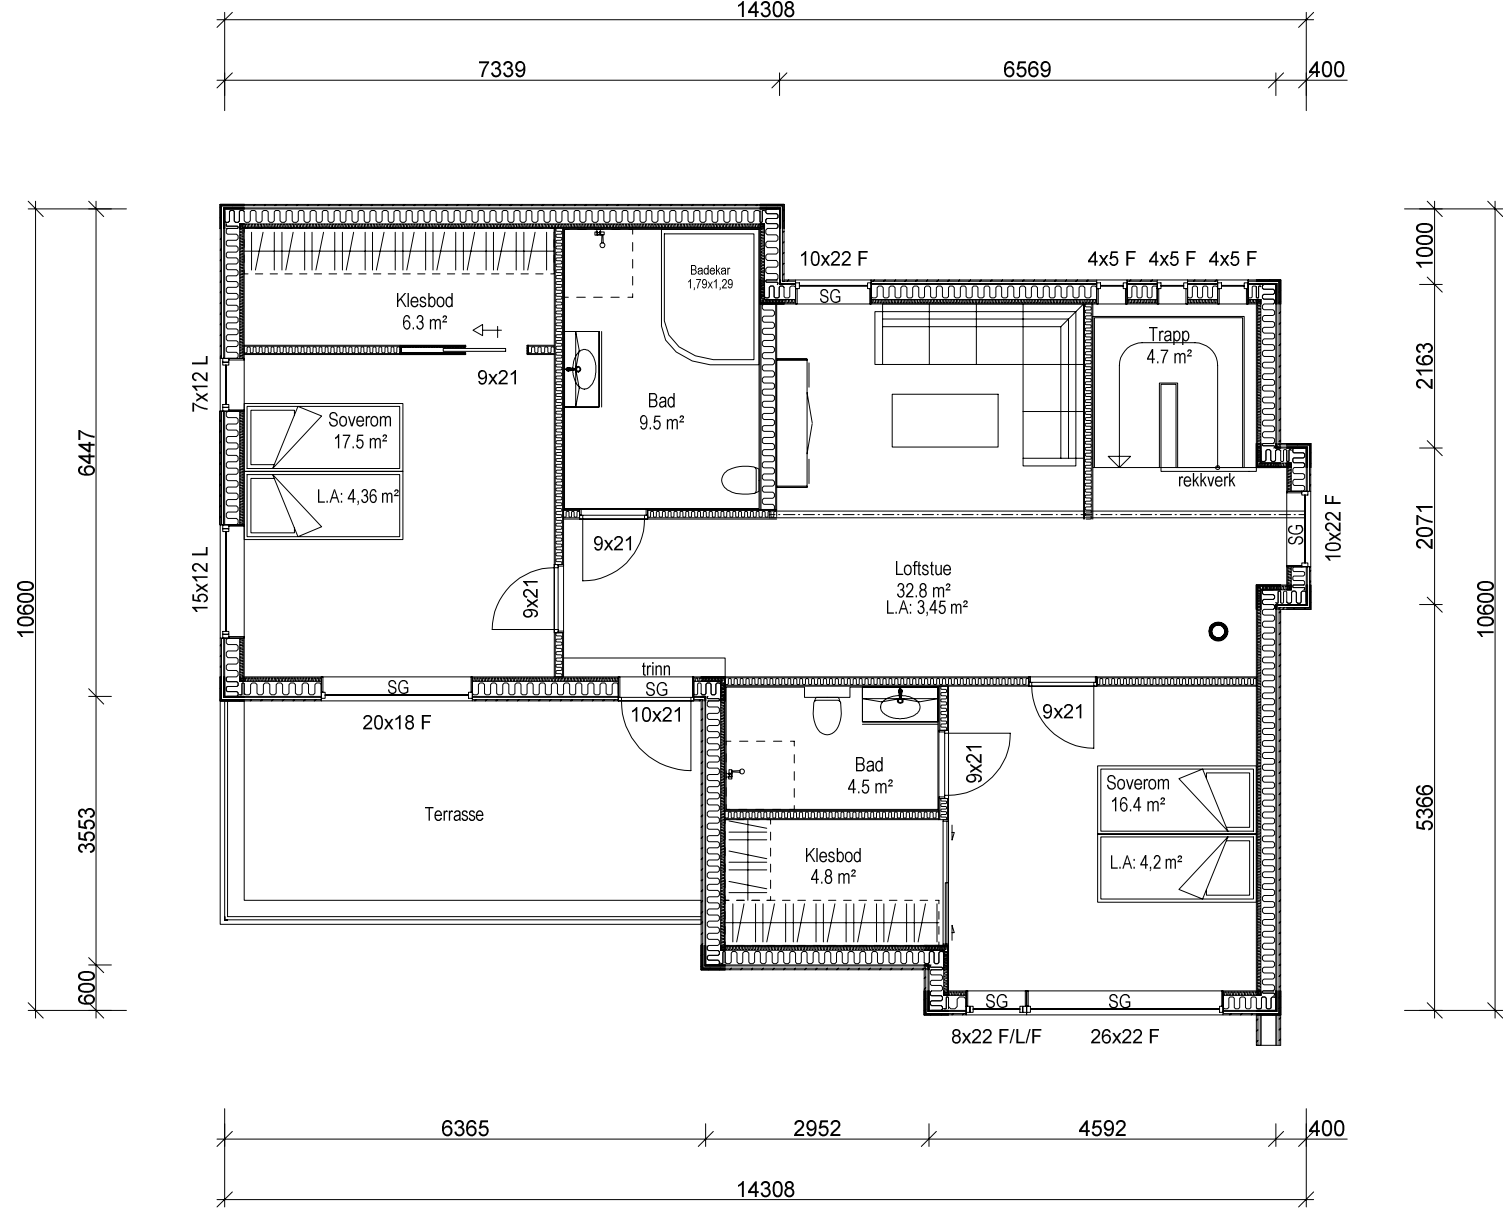 14308
7339
6569
400
10x22 F
4x5 F
4x5 F
4x5 F
1000
SG
Badekar
1,79x1,29
Klesbod
6.3 m²
Trapp
4.7 m²
2163
7x12 L
9x21
Bad
9.5 m²
Soverom
17.5 m²
L.A: 4,36 m²
6447
rekkverk
10x22 F
SG
2071
9x21
15x12 L
9x21
Loftstue
32.8 m²
L.A: 3,45 m²
10600
10600
trinn
SG
SG
20x18 F
10x21
9x21
9x21
Bad
4.5 m²
Soverom
16.4 m²
Terrasse
3553
5366
Klesbod
4.8 m²
L.A: 4,2 m²
600
SG
SG
8x22 F/L/F
26x22 F
6365
2952
4592
400
14308